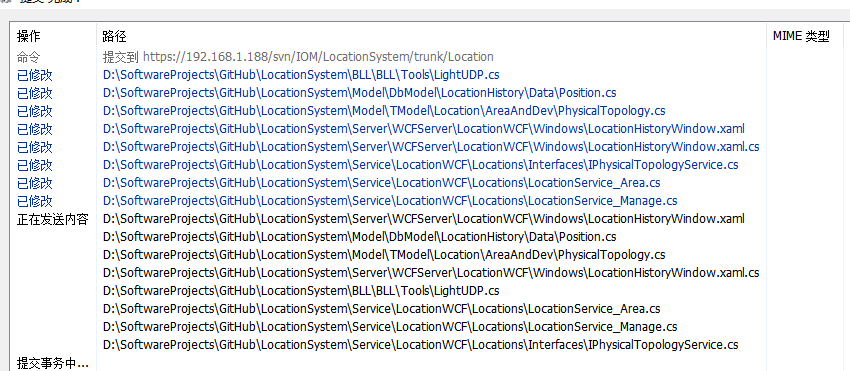 操作 路径 MIME 类型
命令 提交到 https://192.168.1.188/svn/IOM/LocationSystem/trunk/Location
已修改 D:\SoftwareProjects\GitHub\LocationSystem\BLL\BLL\Tools\LightUDP.cs
已修改 D:\SoftwareProjects\GitHub\LocationSystem\Model\DbModel\LocationHistory\Data\Position.cs
已修改 D:\SoftwareProjects\GitHub\LocationSystem\Model\TModel\Location\AreaAndDev\PhysicalTopology.cs
已修改 D:\SoftwareProjects\GitHub\LocationSystem\Server\WCFServer\LocationWCF\Windows\LocationHistoryWindow.xaml
已修改 D:\SoftwareProjects\GitHub\LocationSystem\Server\WCFServer\LocationWCF\Windows\LocationHistoryWindow.xaml.cs
已修改 D:\SoftwareProjects\GitHub\LocationSystem\Service\LocationWCF\Locations\Interfaces\IPhysicalTopologyService.cs
已修改 D:\SoftwareProjects\GitHub\LocationSystem\Service\LocationWCF\Locations\LocationService_Area.cs
已修改 D:\SoftwareProjects\GitHub\LocationSystem\Service\LocationWCF\Locations\LocationService_Manage.cs
正在发送内容 D:\SoftwareProjects\GitHub\LocationSystem\Server\WCFServer\LocationWCF\Windows\LocationHistoryWindow.xaml
D:\SoftwareProjects\GitHub\LocationSystem\Model\DbModel\LocationHistory\Data\Position.cs
D:\SoftwareProjects\GitHub\LocationSystem\Model\TModel\Location\AreaAndDev\PhysicalTopology.cs
D:\SoftwareProjects\GitHub\LocationSystem\Server\WCFServer\LocationWCF\Windows\LocationHistoryWindow.xaml.cs
D:\SoftwareProjects\GitHub\LocationSystem\BLL\BLL\Tools\LightUDP.cs
D:\SoftwareProjects\GitHub\LocationSystem\Service\LocationWCF\Locations\LocationService_Area.cs
D:\SoftwareProjects\GitHub\LocationSystem\Service\LocationWCF\Locations\LocationService_Manage.cs
D:\SoftwareProjects\GitHub\LocationSystem\Service\LocationWCF\Locations\Interfaces\IPhysicalTopologyService.cs
提交事务中...